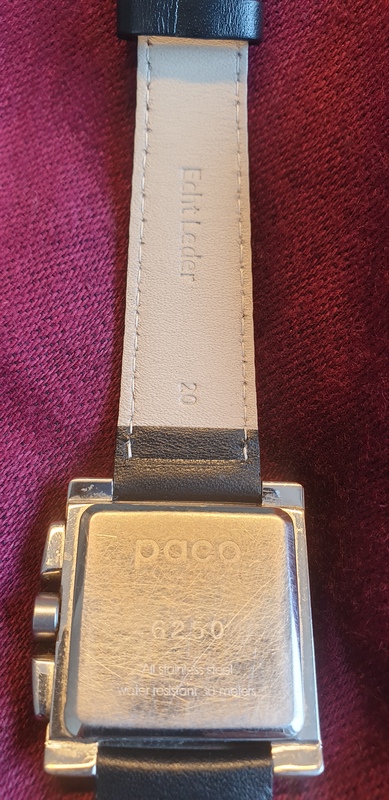 Echt Leder
20
paco
6250
All stainless steel
water resistant 30 meters